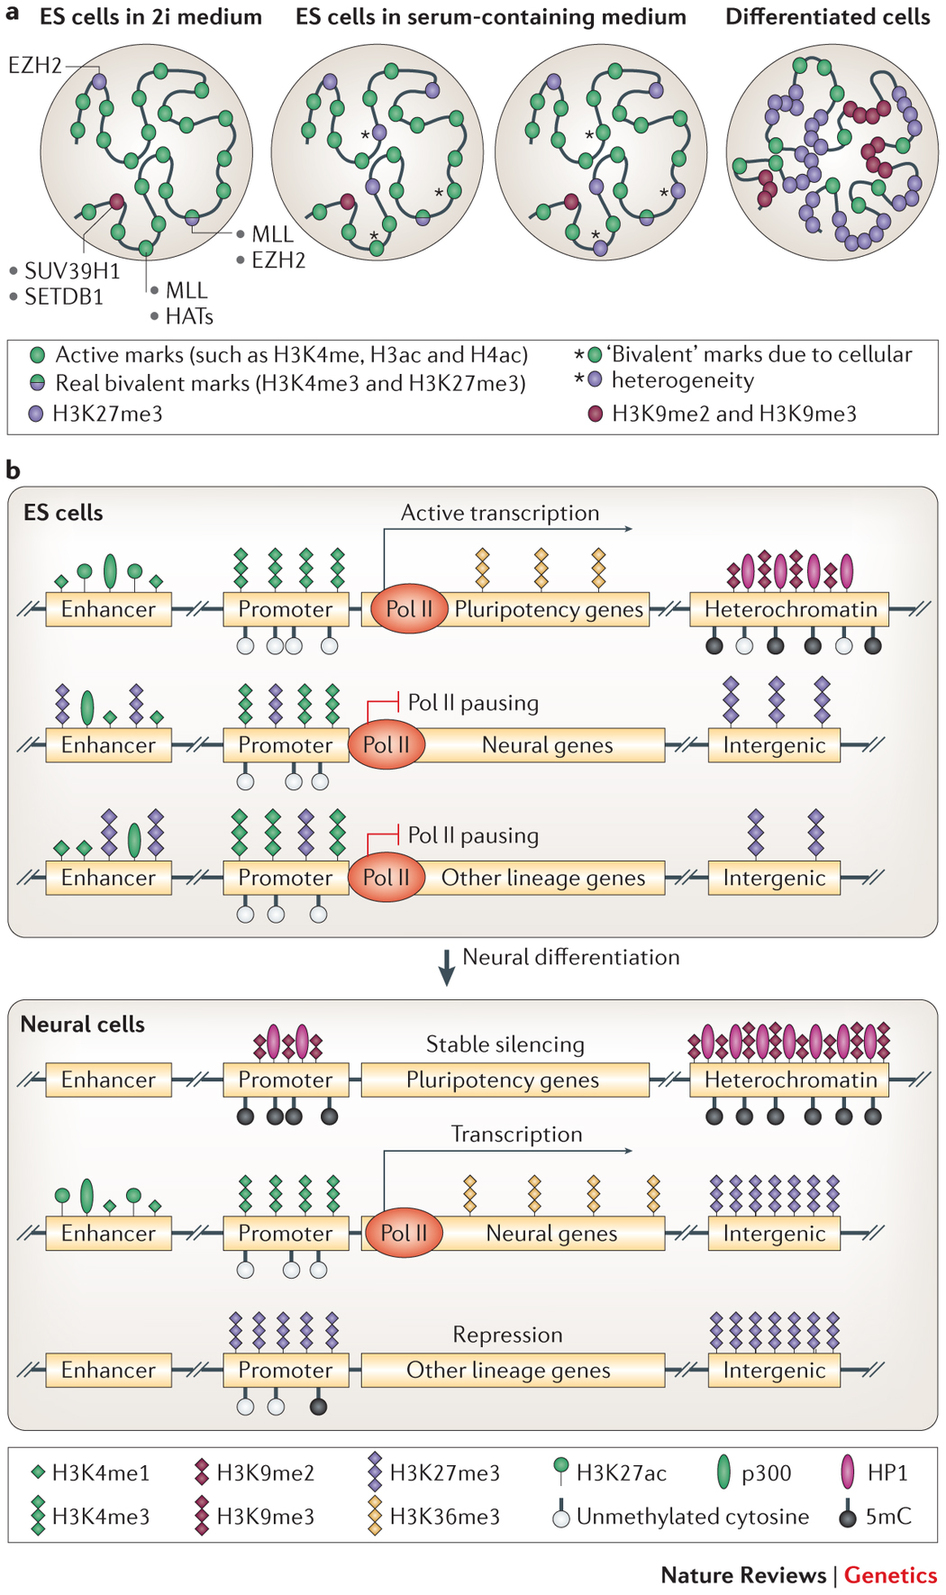 a
ES cells in 2i medium
ES cells in serum-containing medium
Differentiated cells
EZH2
*
*
*
*
*
*
• MLL
• EZH2
• SUV39H1
• SETDB1
• MLL
• HATs
Active marks (such as H3K4me, H3ac and H4ac)
Real bivalent marks (H3K4me3 and H3K27me3)
H3K27me3
* 'Bivalent' marks due to cellular
* heterogeneity
H3K9me2 and H3K9me3
b
ES cells
Active transcription
Enhancer
Promoter
Pol II
Pluripotency genes
Heterochromatin
Pol II pausing
Enhancer
Promoter
Pol II
Neural genes
Intergenic
Pol II pausing
Enhancer
Promoter
Pol II
Other lineage genes
Intergenic
Neural differentiation
Neural cells
Stable silencing
Enhancer
Promoter
Pluripotency genes
Heterochromatin
Transcription
Enhancer
Promoter
Pol II
Neural genes
Intergenic
Repression
Enhancer
Promoter
Other lineage genes
Intergenic
H3K4me1
H3K9me2
H3K27me3
H3K27ac
p300
HP1
H3K4me3
H3K9me3
H3K36me3
Unmethylated cytosine
5mC
Nature Reviews | Genetics